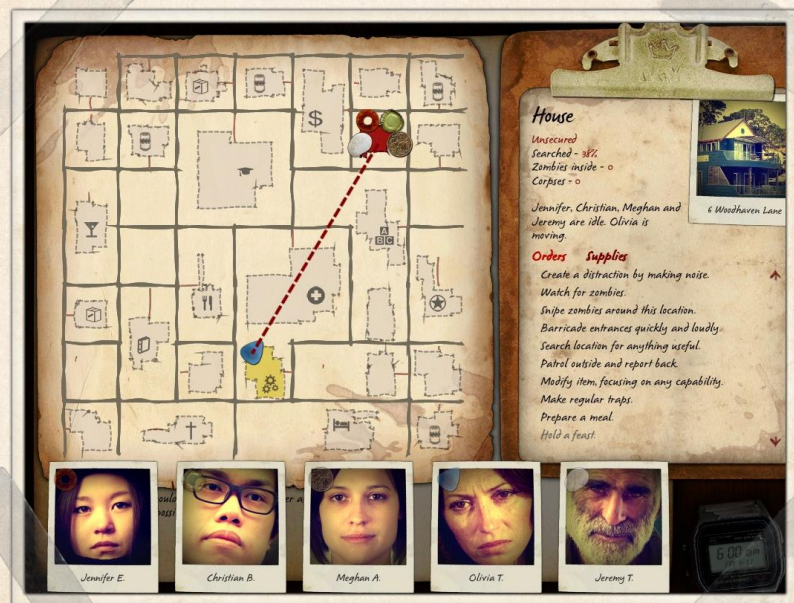 $
A
B C
House
Unsecured
Searched - 38%
Zombies inside - 0
Corpses - 0
6 Woodhaven Lane
Jennifer, Christian, Meghan and
Jeremy are idle. Olivia is
moving.
Orders Supplies
Create a distraction by making noise.
Watch for zombies.
Snipe zombies around this location.
Barricade entrances quickly and loudly.
Search location for anything useful.
Patrol outside and report back.
Modify item, focusing on any capability.
Make regular traps.
Prepare a meal.
Hold a feast.
Jennifer E.
Christian B.
Meghan A.
Olivia T.
Jeremy T.
6:00 am